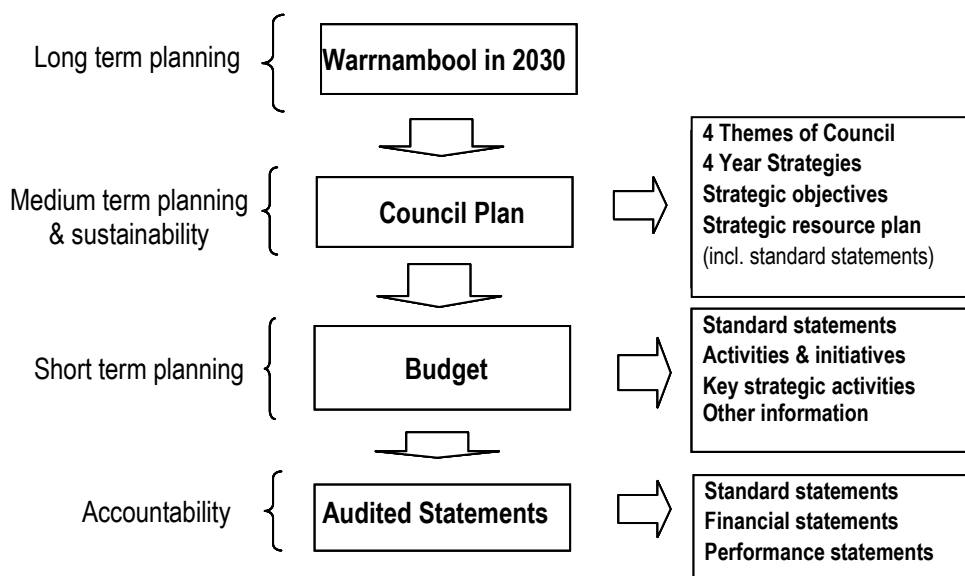 Long term planning
Warrnambool in 2030
Medium term planning
& sustainability
Council Plan
4 Themes of Council
4 Year Strategies
Strategic objectives
Strategic resource plan
(incl. standard statements)
Short term planning
Budget
Standard statements
Activities & initiatives
Key strategic activities
Other information
Accountability
Audited Statements
Standard statements
Financial statements
Performance statements